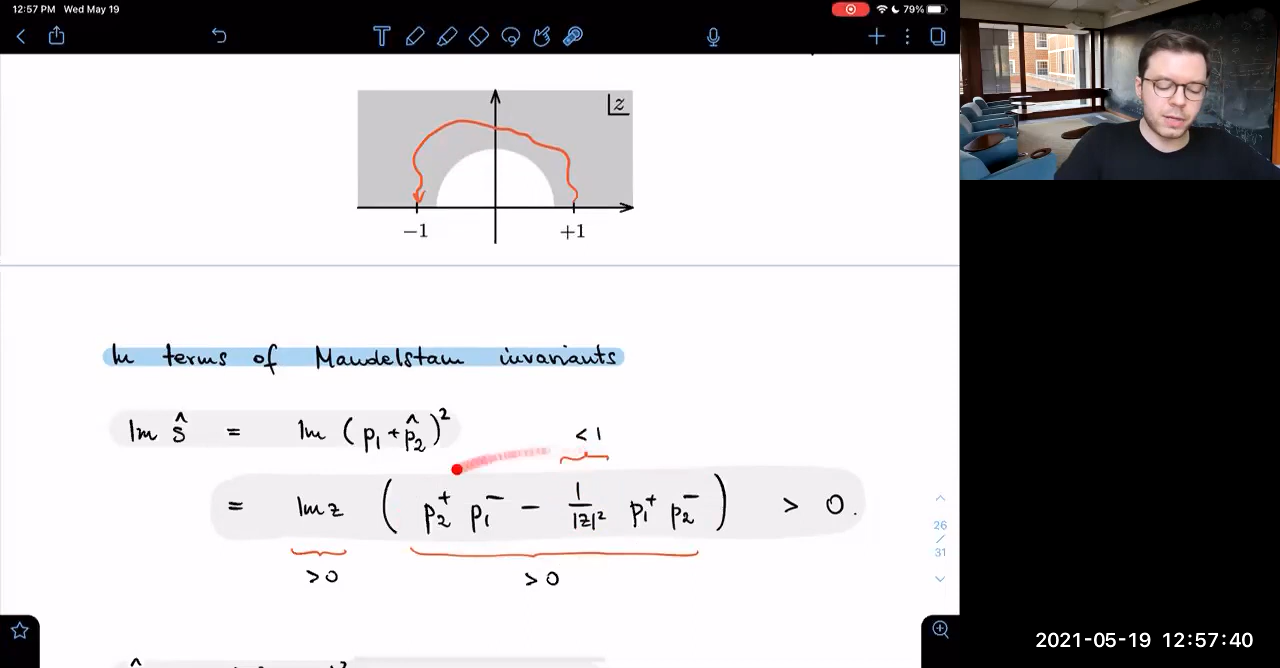 12:57 PM Wed May 19
79%
T
z
−1
+1
In terms of Mandelstam invariants
Im ŝ = Im (p₁ + p̂₂)²
< 1
= Im z ( p₂⁺ p₁⁻ − 1/|z|² p₁⁺ p₂⁻ ) > 0.
> 0
> 0
26
/
31
2021-05-19 12:57:40